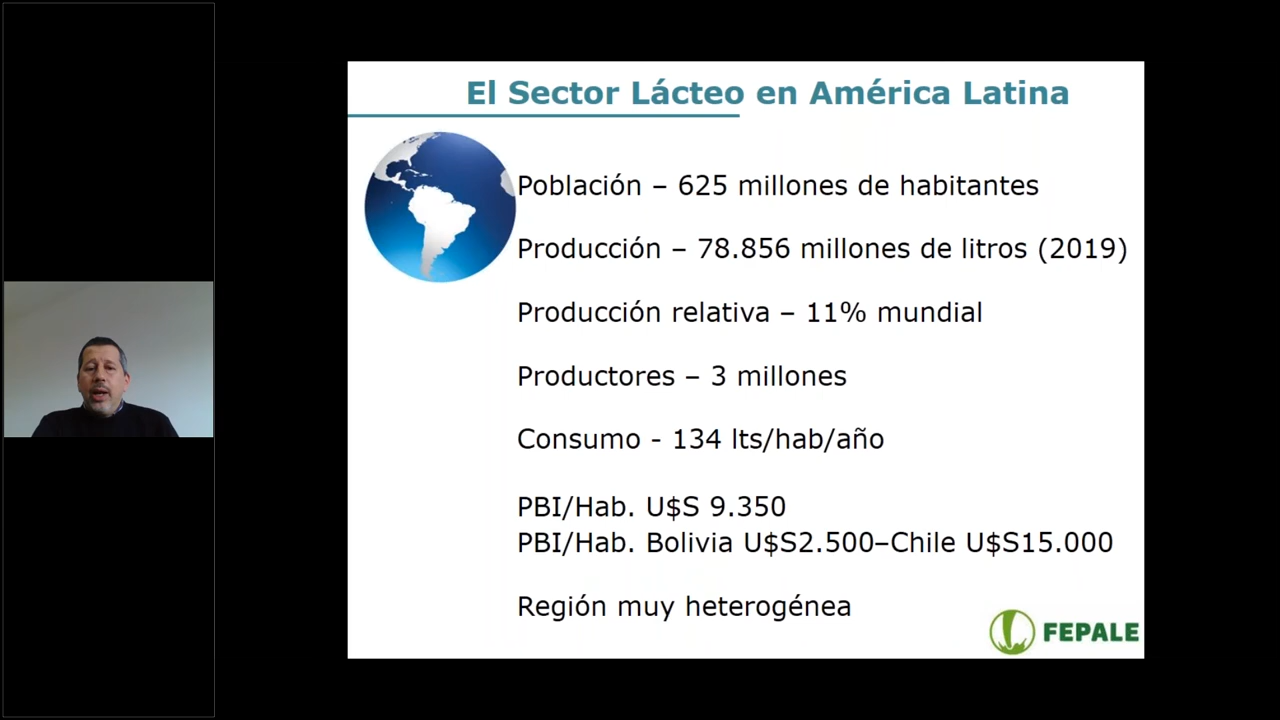 El Sector Lácteo en América Latina
Población – 625 millones de habitantes
Producción – 78.856 millones de litros (2019)
Producción relativa – 11% mundial
Productores – 3 millones
Consumo - 134 lts/hab/año
PBI/Hab. U$S 9.350
PBI/Hab. Bolivia U$S2.500–Chile U$S15.000
Región muy heterogénea
FEPALE